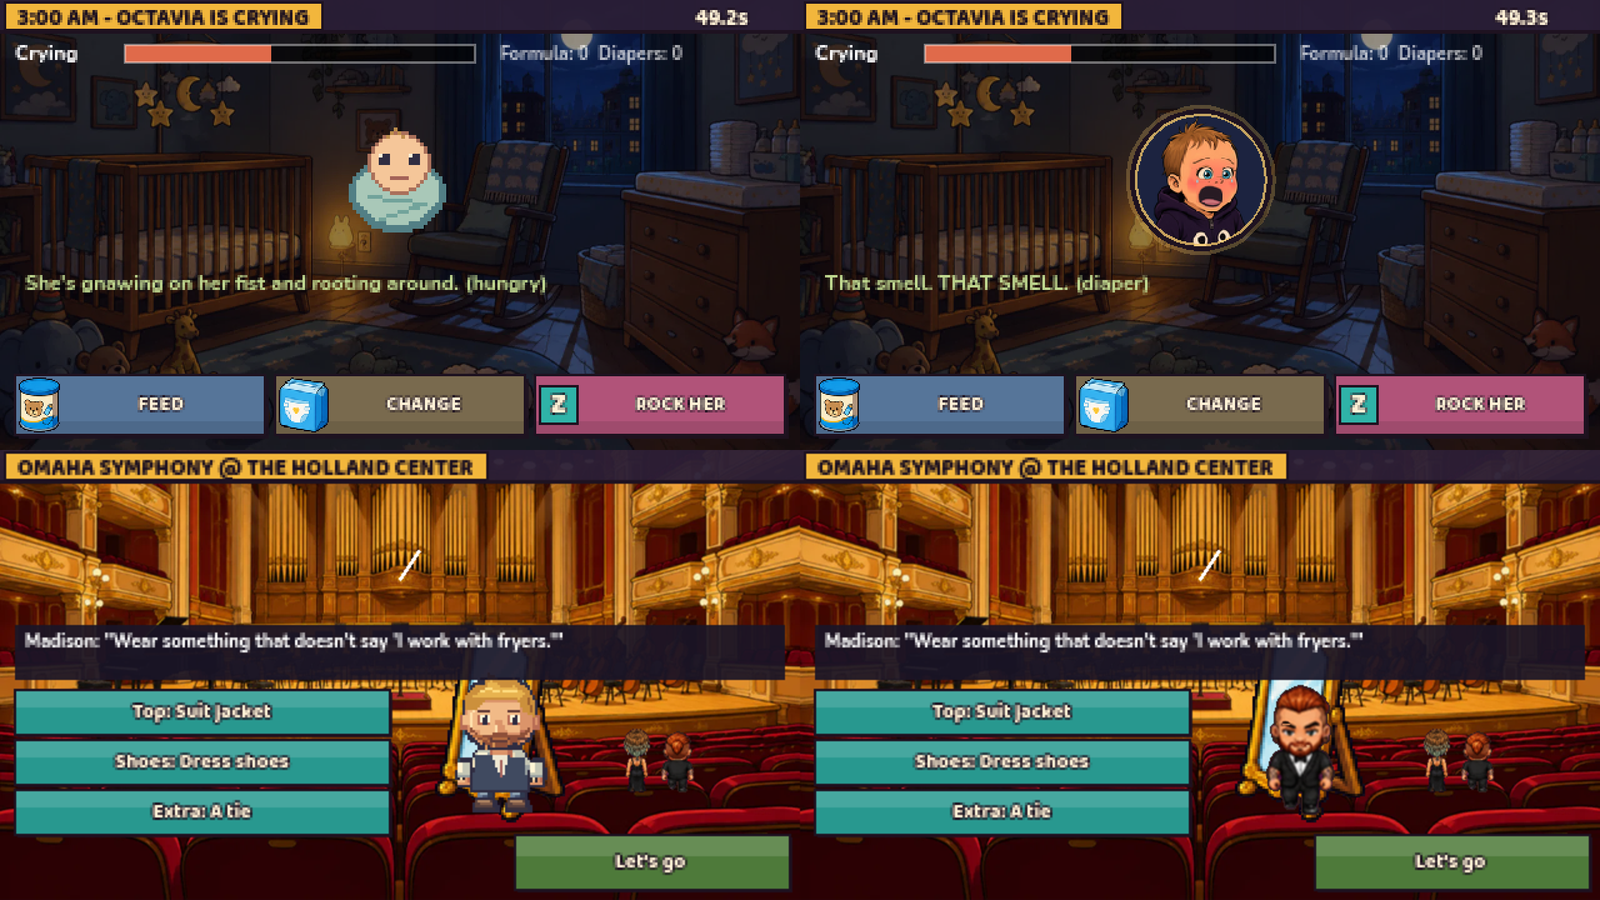 3:00 AM - OCTAVIA IS CRYING
49.2s
Crying
Formula: 0 Diapers: 0
She's gnawing on her fist and rooting around. (hungry)
FEED
CHANGE
Z
ROCK HER
3:00 AM - OCTAVIA IS CRYING
49.3s
Crying
Formula: 0 Diapers: 0
That smell. THAT SMELL. (diaper)
FEED
CHANGE
Z
ROCK HER
OMAHA SYMPHONY @ THE HOLLAND CENTER
Madison: "Wear something that doesn't say 'I work with fryers.'"
Top: Suit jacket
Shoes: Dress shoes
Extra: A tie
Let's go
OMAHA SYMPHONY @ THE HOLLAND CENTER
Madison: "Wear something that doesn't say 'I work with fryers.'"
Top: Suit jacket
Shoes: Dress shoes
Extra: A tie
Let's go